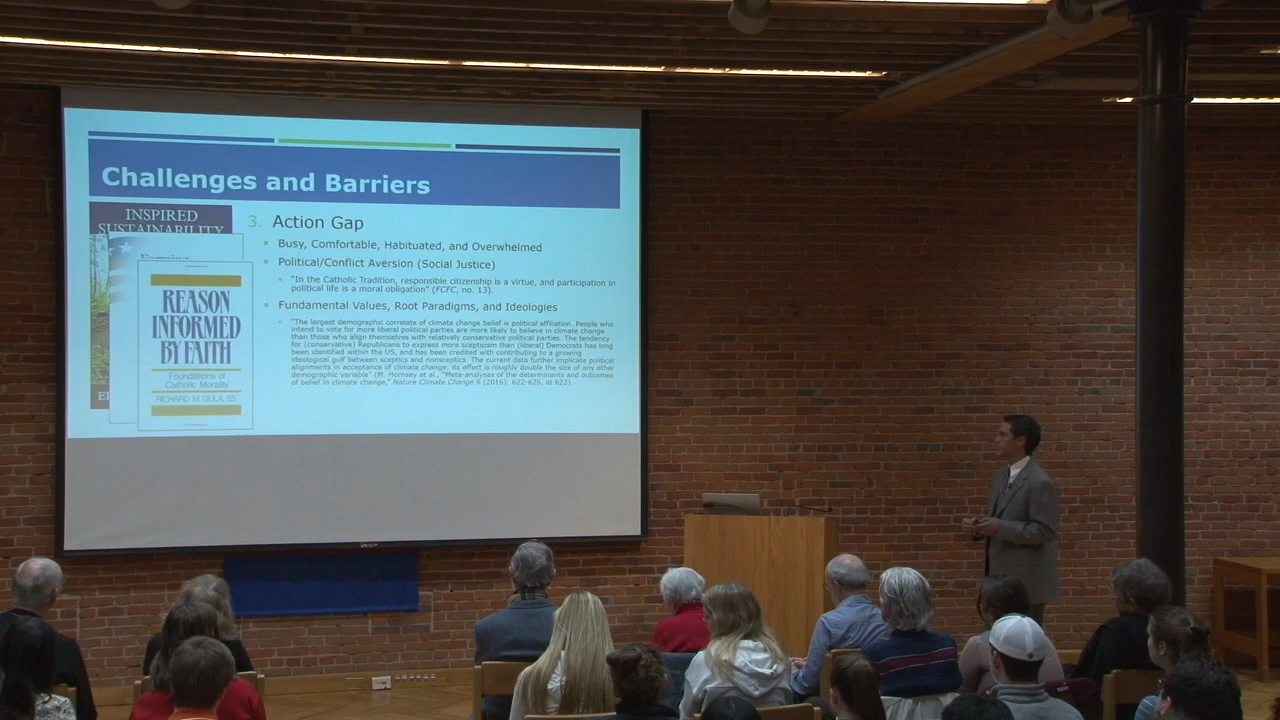 Challenges and Barriers
INSPIRED
SUSTAINABILITY
REASON
INFORMED
BY FAITH
Foundations of
Catholic Morality
RICHARD M. GULA, S.S.
3. Action Gap
Busy, Comfortable, Habituated, and Overwhelmed
Political/Conflict Aversion (Social Justice)
"In the Catholic Tradition, responsible citizenship is a virtue, and participation in
political life is a moral obligation" (FCFC, no. 13).
Fundamental Values, Root Paradigms, and Ideologies
"The largest demographic correlate of climate change belief is political affiliation. People who
intend to vote for more liberal political parties are more likely to believe in climate change
than those who align themselves with relatively conservative political parties. The tendency
for (conservative) Republicans to express more scepticism than (liberal) Democrats has long
been identified within the US, and has been credited with contributing to a growing
ideological gulf between sceptics and nonsceptics. The current data further implicate political
alignments in acceptance of climate change; its effect is roughly double the size of any other
demographic variable" (M. Hornsey et al., "Meta-analyses of the determinants and outcomes
of belief in climate change," Nature Climate Change 6 (2016): 622-626, at 622).